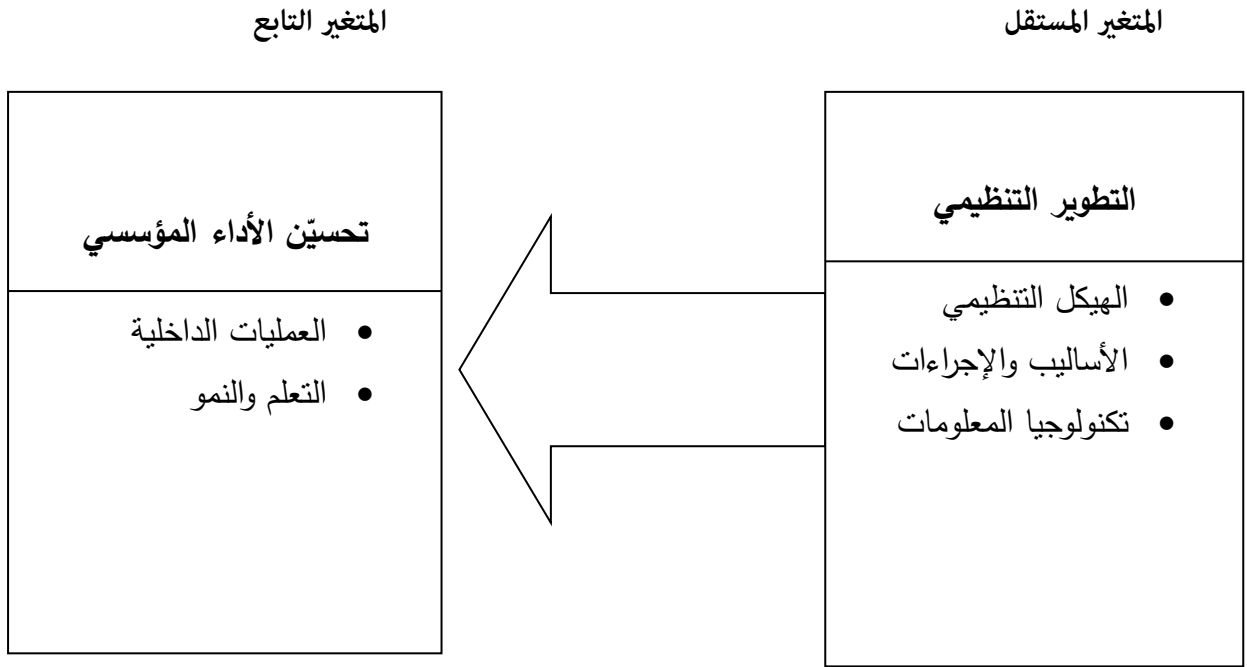 المتغير المستقل
المتغير التابع
التطوير التنظيمي
• الهيكل التنظيمي
• الأساليب والإجراءات
• تكنولوجيا المعلومات
تحسيّن الأداء المؤسسي
• العمليات الداخلية
• التعلم والنمو